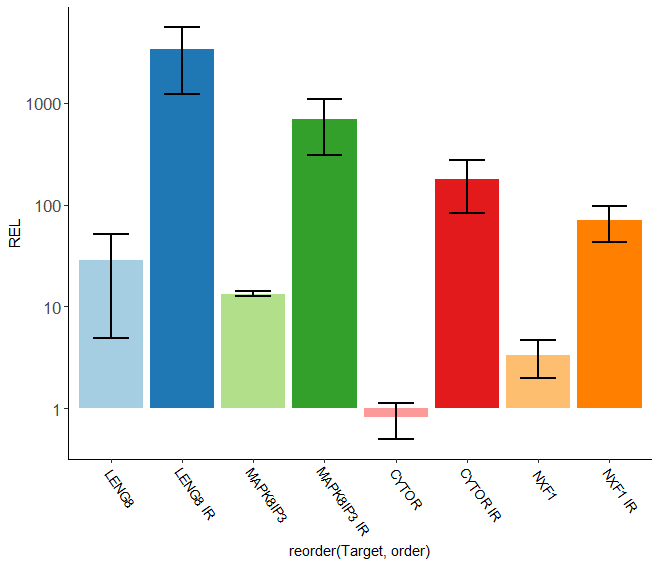 REL
1000
100
10
1
LENG8
LENG8 IR
MAPK8IP3
MAPK8IP3 IR
CYTOR
CYTOR IR
NXF1
NXF1 IR
reorder(Target, order)